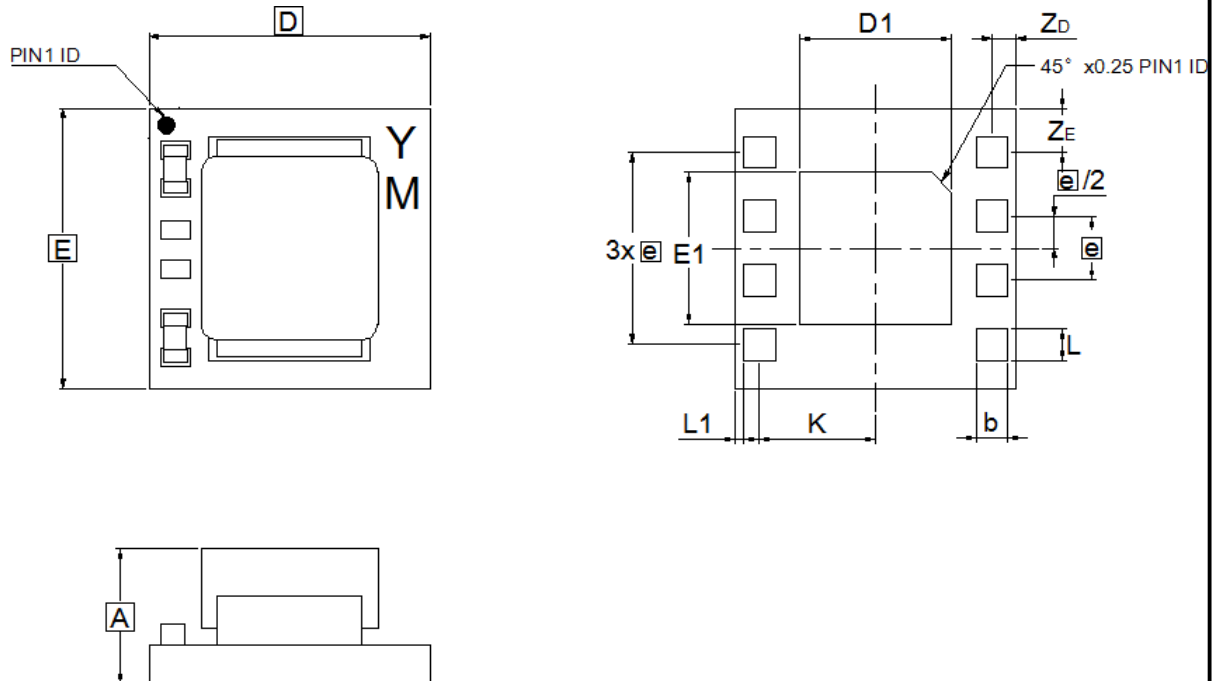 D
PIN1 ID
Y
M
E
A
D1
ZD
45° x0.25 PIN1 ID
ZE
e/2
e
3x e
E1
L
L1
K
b